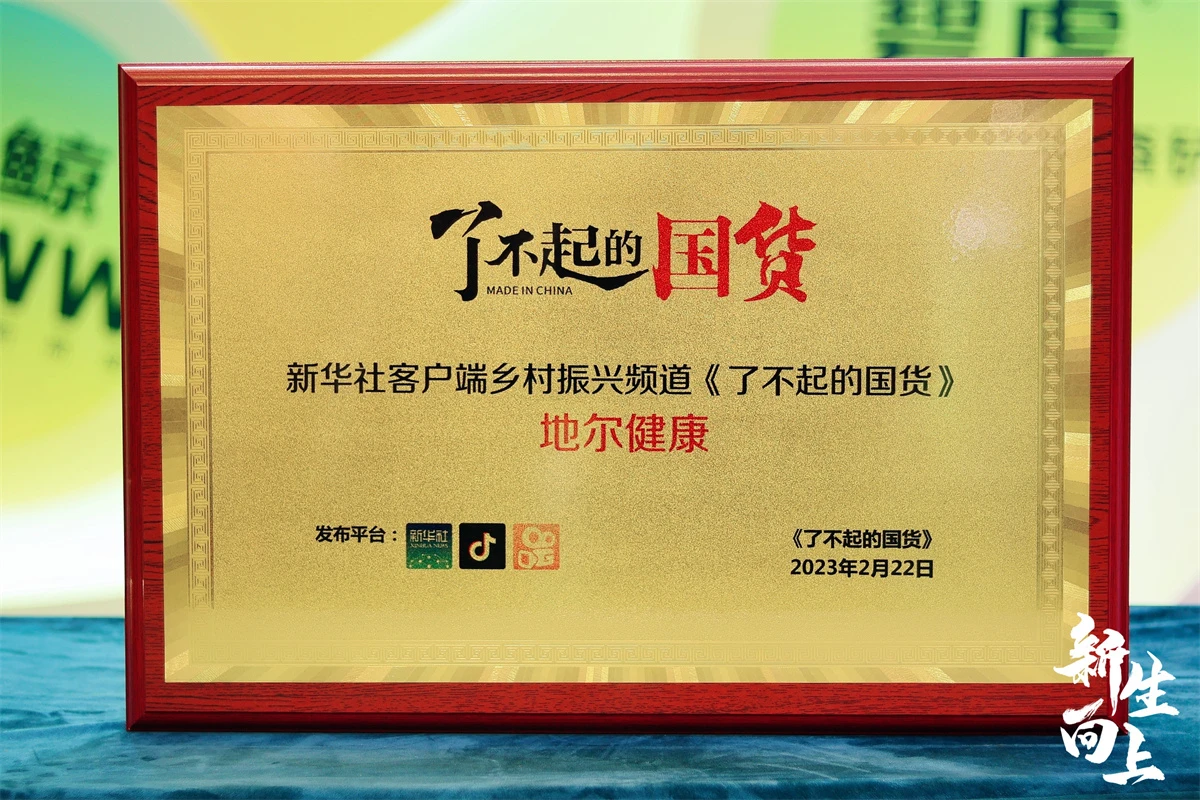 了不起的国货
MADE IN CHINA
新华社客户端乡村振兴频道《了不起的国货》
地尔健康
发布平台：
新华社
XINHUA NEWS
《了不起的国货》
2023年2月22日
新生
向上